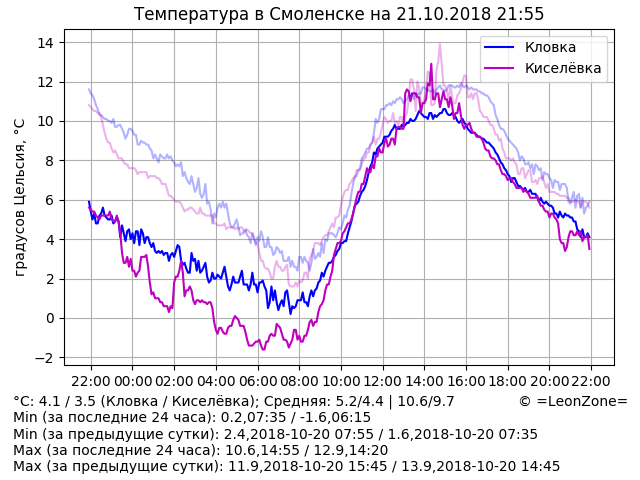 Температура в Смоленске на 21.10.2018 21:55
Кловка
Киселёвка
градусов Цельсия, °C
14
12
10
8
6
4
2
0
−2
22:00 00:00 02:00 04:00 06:00 08:00 10:00 12:00 14:00 16:00 18:00 20:00 22:00
°C: 4.1 / 3.5 (Кловка / Киселёвка); Средняя: 5.2/4.4 | 10.6/9.7 © =LeonZone=
Min (за последние 24 часа): 0.2,07:35 / -1.6,06:15
Min (за предыдущие сутки): 2.4,2018-10-20 07:55 / 1.6,2018-10-20 07:35
Max (за последние 24 часа): 10.6,14:55 / 12.9,14:20
Max (за предыдущие сутки): 11.9,2018-10-20 15:45 / 13.9,2018-10-20 14:45